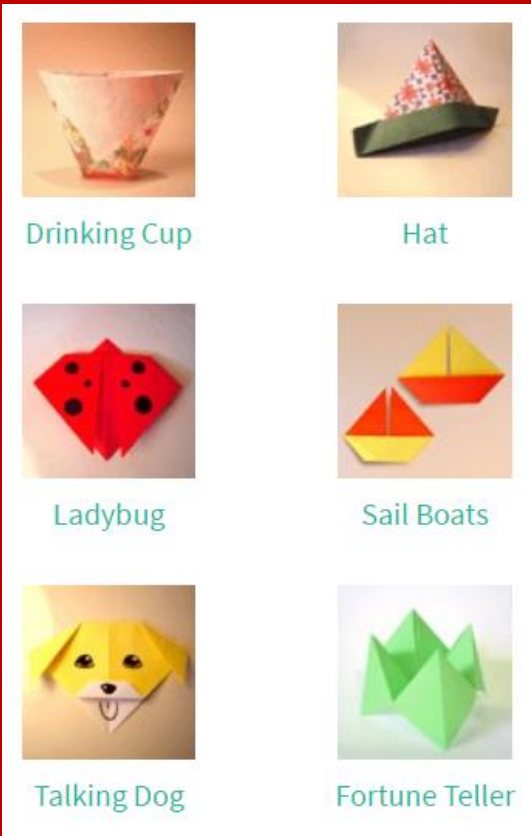 Drinking Cup
Hat
Ladybug
Sail Boats
Talking Dog
Fortune Teller